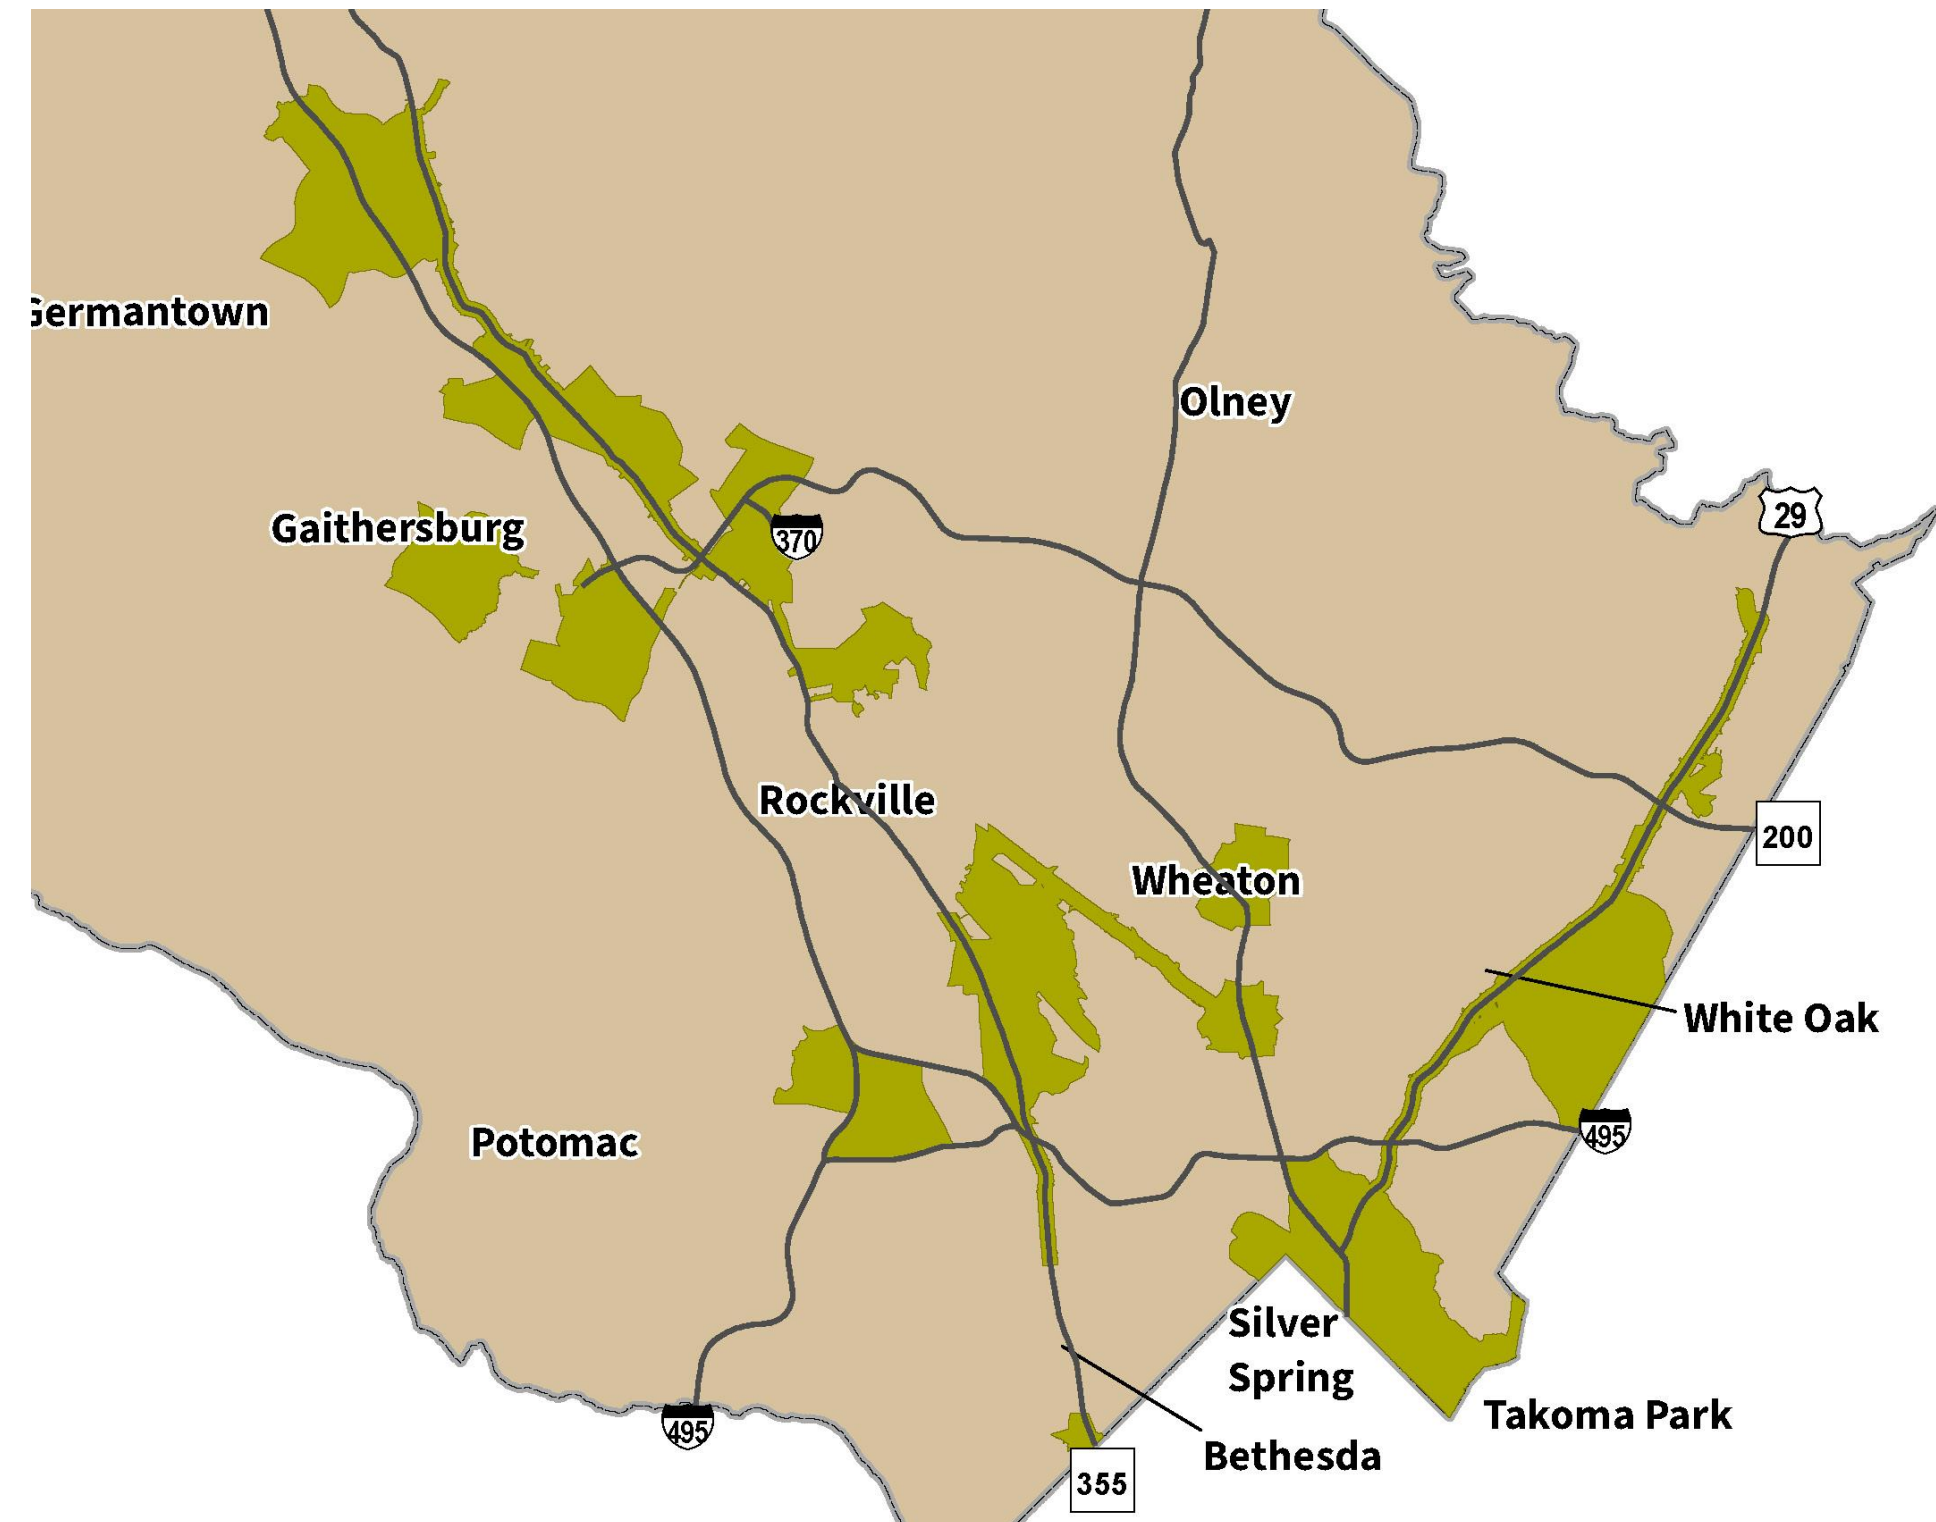 Germantown
Olney
29
Gaithersburg
370
Rockville
200
Wheaton
White Oak
495
Potomac
Silver
Spring
Takoma Park
495
Bethesda
355